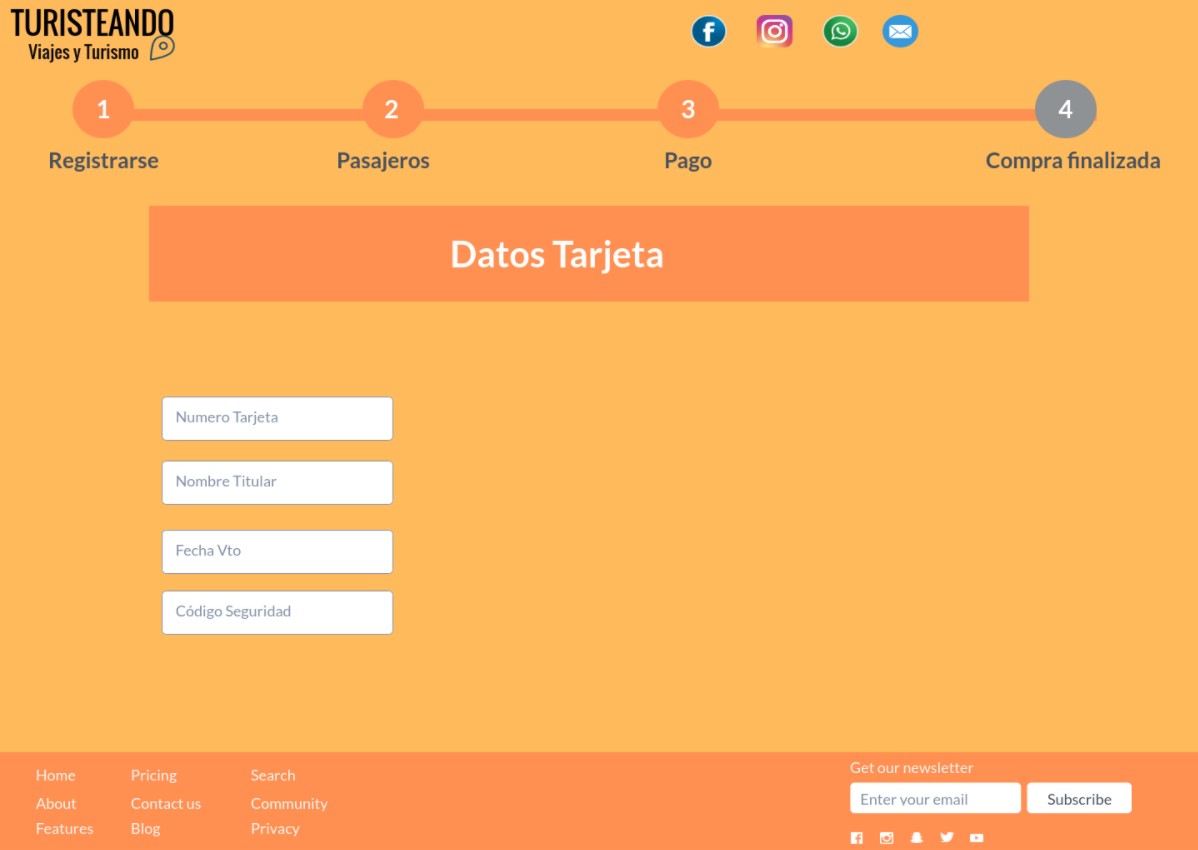 TURISTEANDO
Viajes y Turismo
1
2
3
4
Registrarse
Pasajeros
Pago
Compra finalizada
Datos Tarjeta
Numero Tarjeta
Nombre Titular
Fecha Vto
Código Seguridad
Home
Pricing
Search
About
Contact us
Community
Features
Blog
Privacy
Get our newsletter
Enter your email
Subscribe